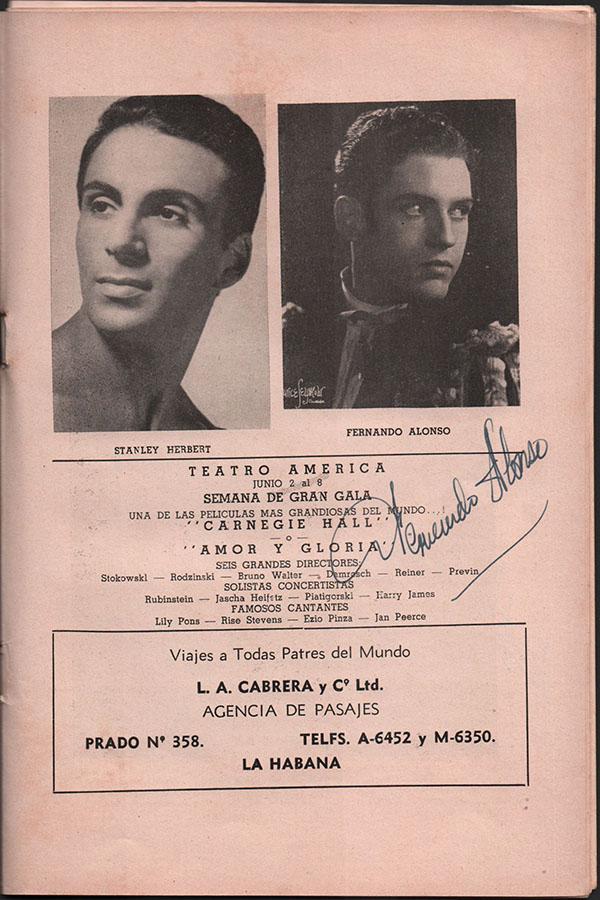 STANLEY HERBERT
FERNANDO ALONSO
TEATRO AMERICA
JUNIO 2 al 8
SEMANA DE GRAN GALA
UNA DE LAS PELICULAS MAS GRANDIOSAS DEL MUNDO...!
''CARNEGIE HALL''
— o —
''AMOR Y GLORIA''
Fernando Alonso
SEIS GRANDES DIRECTORES:
Stokowski — Rodzinski — Bruno Walter — Damrosch — Reiner — Previn
SOLISTAS CONCERTISTAS
Rubinstein — Jascha Heifetz — Piatigorski — Harry James
FAMOSOS CANTANTES
Lily Pons — Rise Stevens — Ezio Pinza — Jan Peerce
Viajes a Todas Patres del Mundo
L. A. CABRERA y Cº Ltd.
AGENCIA DE PASAJES
PRADO Nº 358. TELFS. A-6452 y M-6350.
LA HABANA